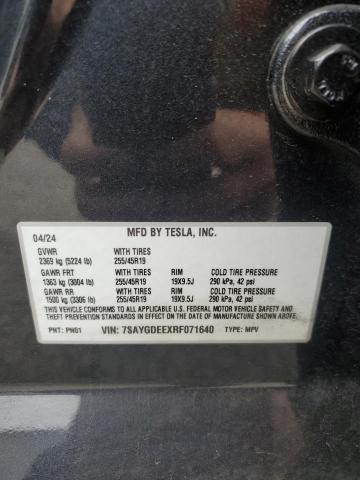 04/24 MFD BY TESLA, INC.
GVWR WITH TIRES
2369 kg (5224 lb) 255/45R19
GAWR FRT WITH TIRES RIM COLD TIRE PRESSURE
1363 kg (3004 lb) 255/45R19 19X9.5J 290 kPa, 42 psi
GAWR RR WITH TIRES RIM COLD TIRE PRESSURE
1500 kg (3306 lb) 255/45R19 19X9.5J 290 kPa, 42 psi
THIS VEHICLE CONFORMS TO ALL APPLICABLE U.S.
FEDERAL MOTOR VEHICLE SAFETY AND
THEFT PREVENTION STANDARDS IN EFFECT ON THE DATE
OF MANUFACTURE SHOWN ABOVE.
PNT: PNG1 VIN: 7SAYGDEEXRF071640 TYPE: MPV